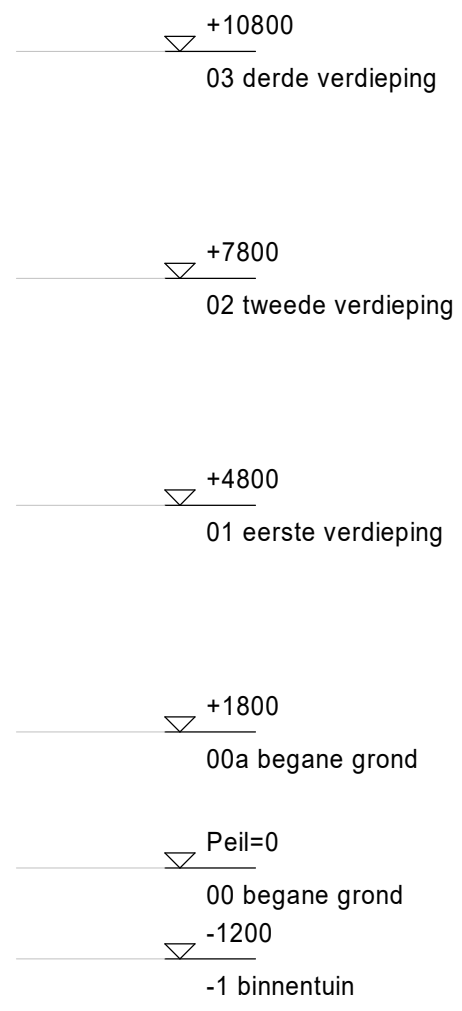 +10800
03 derde verdieping
+7800
02 tweede verdieping
+4800
01 eerste verdieping
+1800
00a begane grond
Peil=0
00 begane grond
-1200
-1 binnentuin